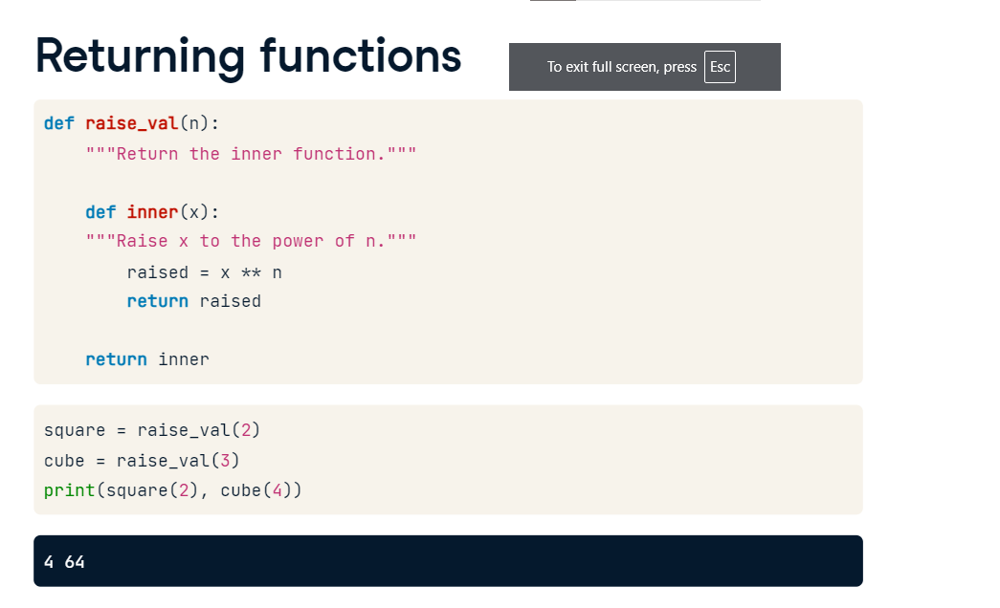 Returning functions
To exit full screen, press Esc
def raise_val(n):
    """Return the inner function."""
    def inner(x):
    """Raise x to the power of n."""
        raised = x ** n
        return raised
    return inner
square = raise_val(2)
cube = raise_val(3)
print(square(2), cube(4))
4 64